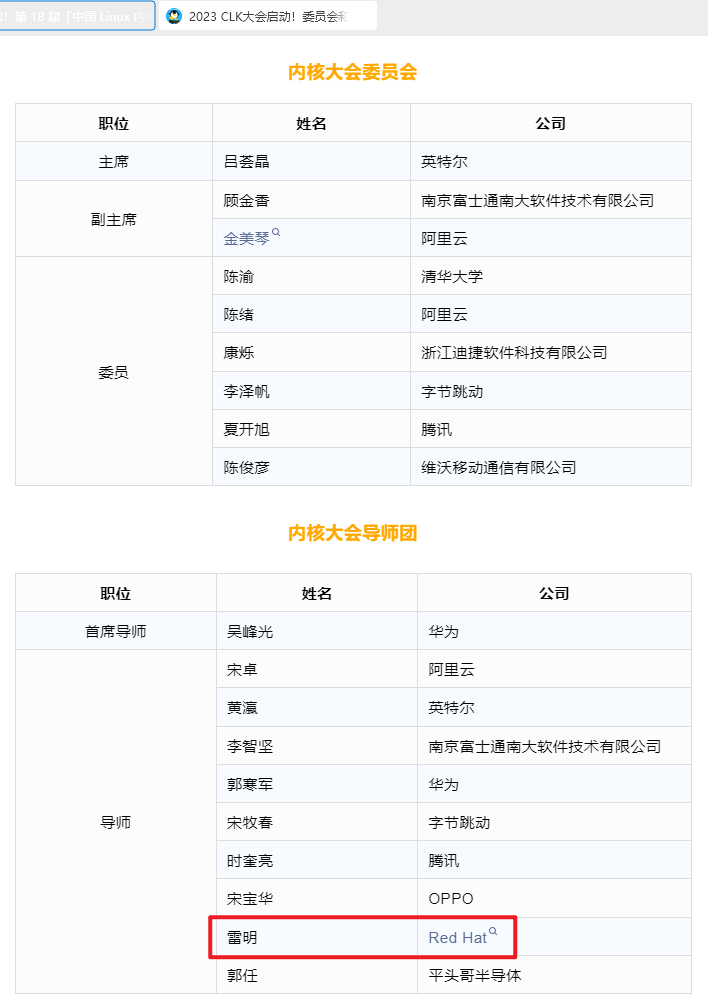 第 18 届「中国 Linux 内
2023 CLK大会启动！委员会和
内核大会委员会
职位 姓名 公司
主席 吕荟晶 英特尔
副主席 顾金香 南京富士通南大软件技术有限公司
金美琴 阿里云
委员 陈渝 清华大学
陈绪 阿里云
康烁 浙江迪捷软件科技有限公司
李泽帆 字节跳动
夏开旭 腾讯
陈俊彦 维沃移动通信有限公司
内核大会导师团
职位 姓名 公司
首席导师 吴峰光 华为
导师 宋卓 阿里云
黄瀛 英特尔
李智坚 南京富士通南大软件技术有限公司
郭寒军 华为
宋牧春 字节跳动
时奎亮 腾讯
宋宝华 OPPO
雷明 Red Hat
郭任 平头哥半导体